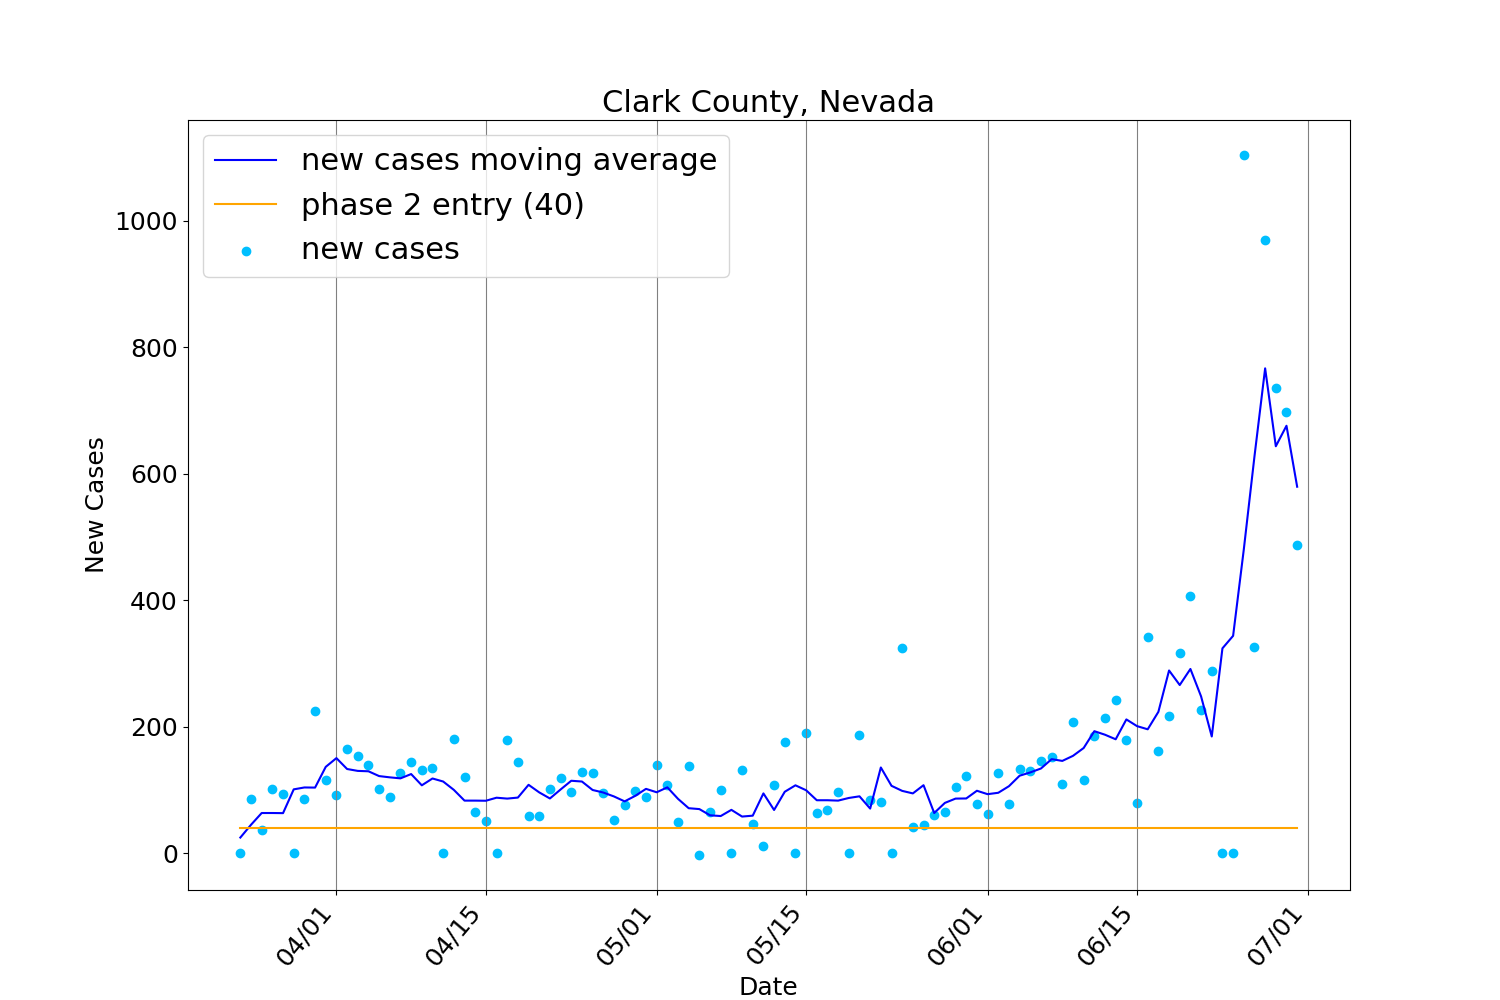 Clark County, Nevada
new cases moving average
phase 2 entry (40)
new cases
1000
800
600
400
200
0
New Cases
04/01
04/15
05/01
05/15
06/01
06/15
07/01
Date